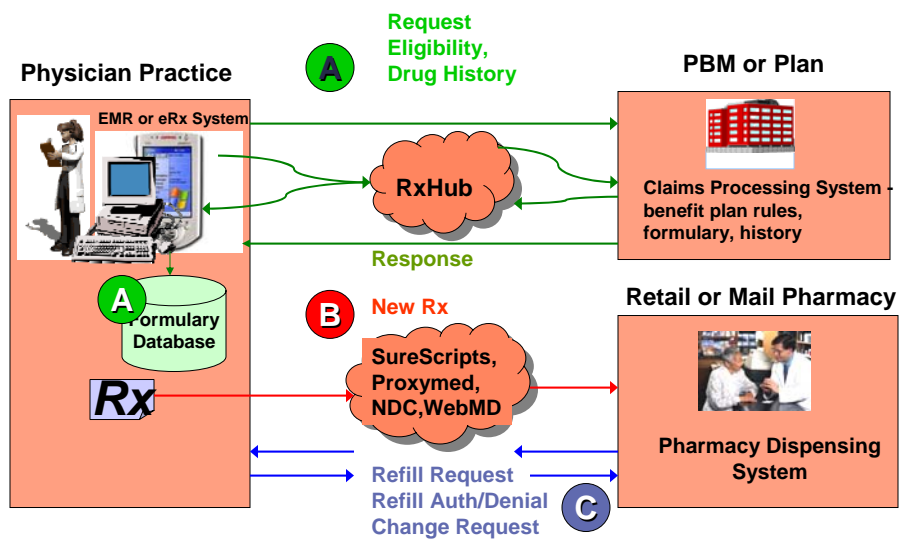 Request
Eligibility,
Drug History
A
Physician Practice
PBM or Plan
EMR or eRx System
RxHub
Claims Processing System -
benefit plan rules,
formulary, history
Response
A
Formulary
Database
B
New Rx
Retail or Mail Pharmacy
SureScripts,
Proxymed,
NDC,WebMD
Rx
Pharmacy Dispensing
System
Refill Request
Refill Auth/Denial
Change Request
C